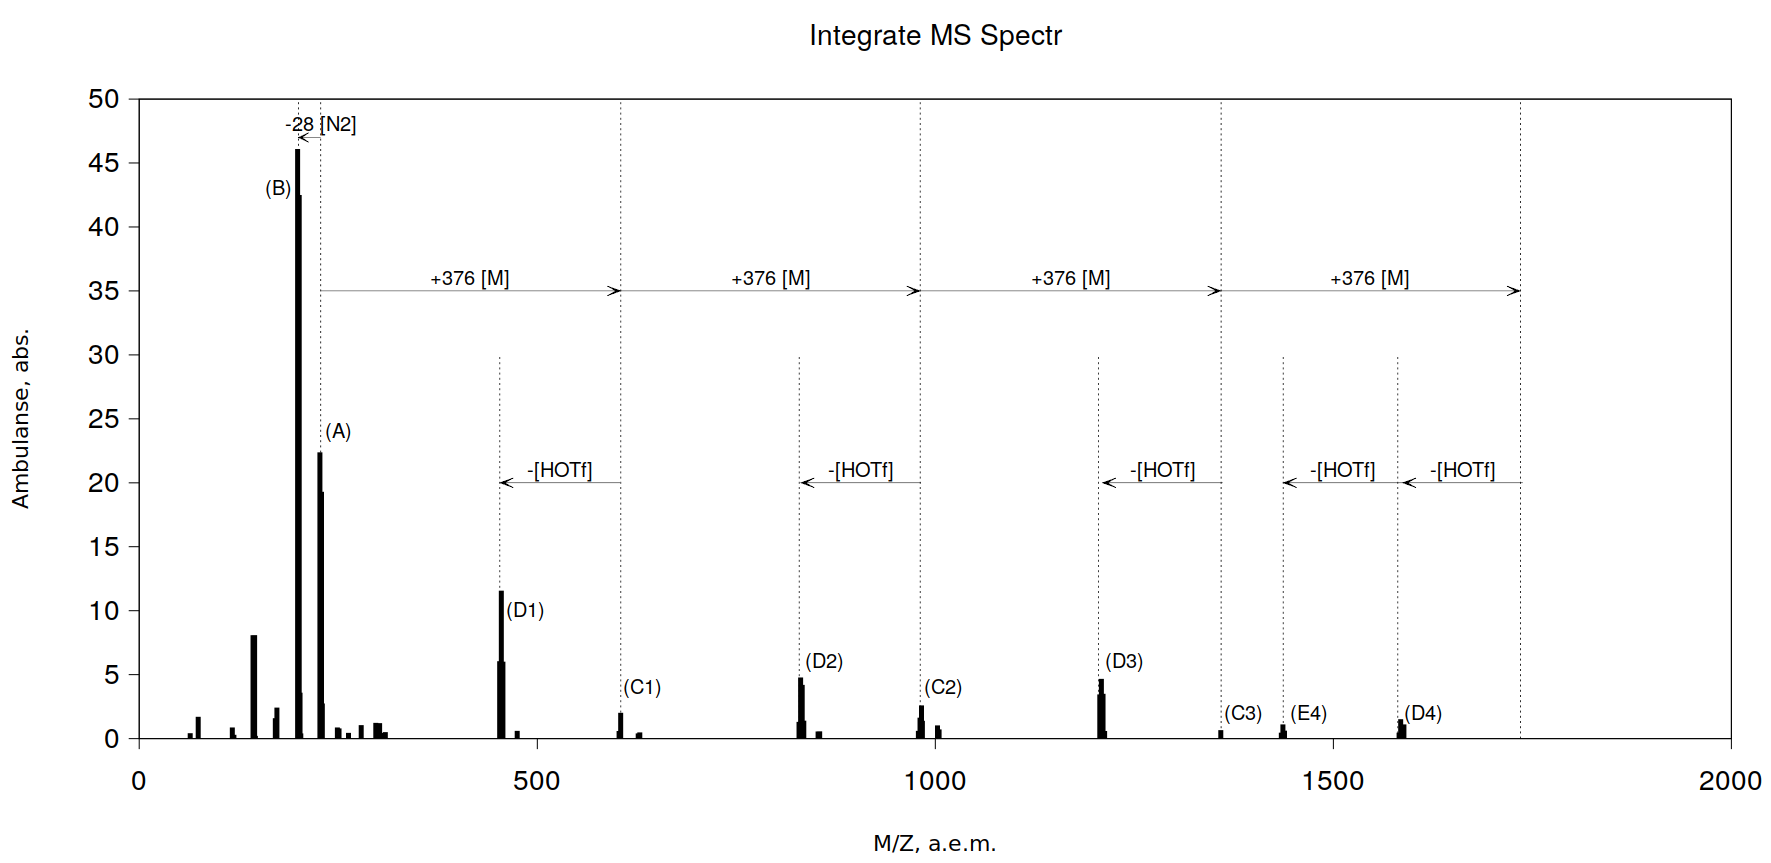 Integrate MS Spectr
50
45
40
35
30
25
20
15
10
5
0
Ambulanse, abs.
-28 [N2]
(B)
(A)
+376 [M]
+376 [M]
+376 [M]
+376 [M]
-[HOTf]
-[HOTf]
-[HOTf]
-[HOTf]
-[HOTf]
(D1)
(C1)
(D2)
(C2)
(D3)
(C3)
(E4)
(D4)
0
500
1000
1500
2000
M/Z, a.e.m.